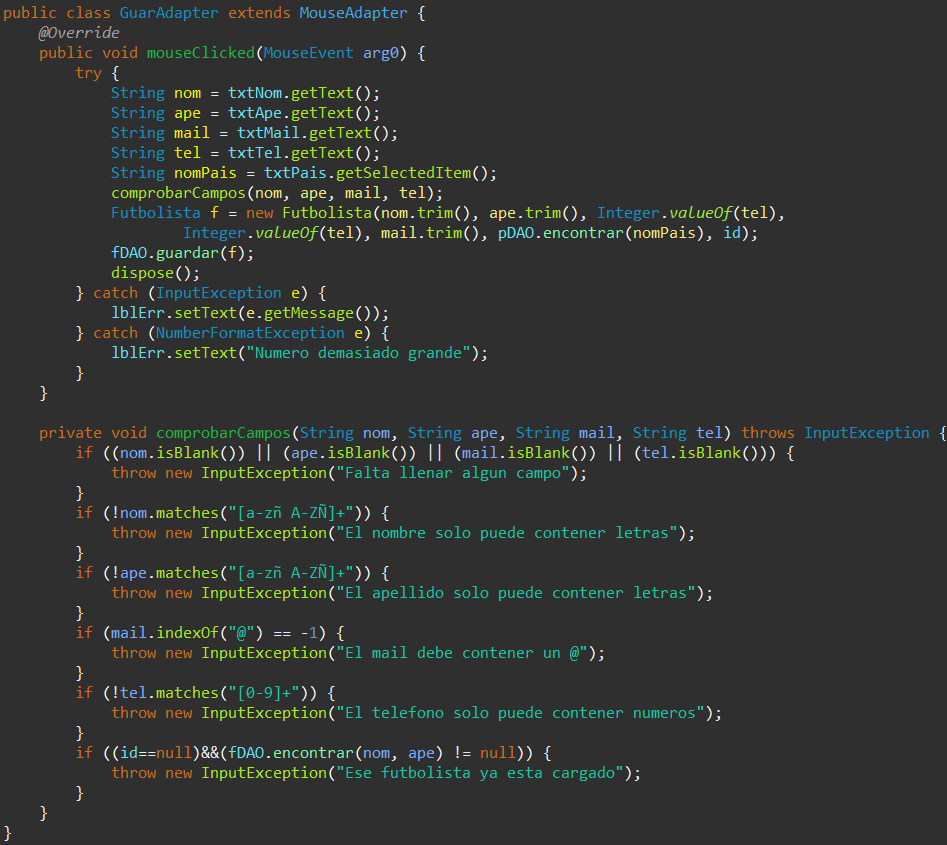 public class GuarAdapter extends MouseAdapter {
    @Override
    public void mouseClicked(MouseEvent arg0) {
        try {
            String nom = txtNom.getText();
            String ape = txtApe.getText();
            String mail = txtMail.getText();
            String tel = txtTel.getText();
            String nomPais = txtPais.getSelectedItem();
            comprobarCampos(nom, ape, mail, tel);
            Futbolista f = new Futbolista(nom.trim(), ape.trim(), Integer.valueOf(tel),
                    Integer.valueOf(tel), mail.trim(), pDAO.encontrar(nomPais), id);
            fDAO.guardar(f);
            dispose();
        } catch (InputException e) {
            lblErr.setText(e.getMessage());
        } catch (NumberFormatException e) {
            lblErr.setText("Numero demasiado grande");
        }
    }

    private void comprobarCampos(String nom, String ape, String mail, String tel) throws InputException {
        if ((nom.isBlank()) || (ape.isBlank()) || (mail.isBlank()) || (tel.isBlank())) {
            throw new InputException("Falta llenar algun campo");
        }
        if (!nom.matches("[a-zñ A-ZÑ]+")) {
            throw new InputException("El nombre solo puede contener letras");
        }
        if (!ape.matches("[a-zñ A-ZÑ]+")) {
            throw new InputException("El apellido solo puede contener letras");
        }
        if (mail.indexOf("@") == -1) {
            throw new InputException("El mail debe contener un @");
        }
        if (!tel.matches("[0-9]+")) {
            throw new InputException("El telefono solo puede contener numeros");
        }
        if ((id==null)&&(fDAO.encontrar(nom, ape) != null)) {
            throw new InputException("Ese futbolista ya esta cargado");
        }
    }
}